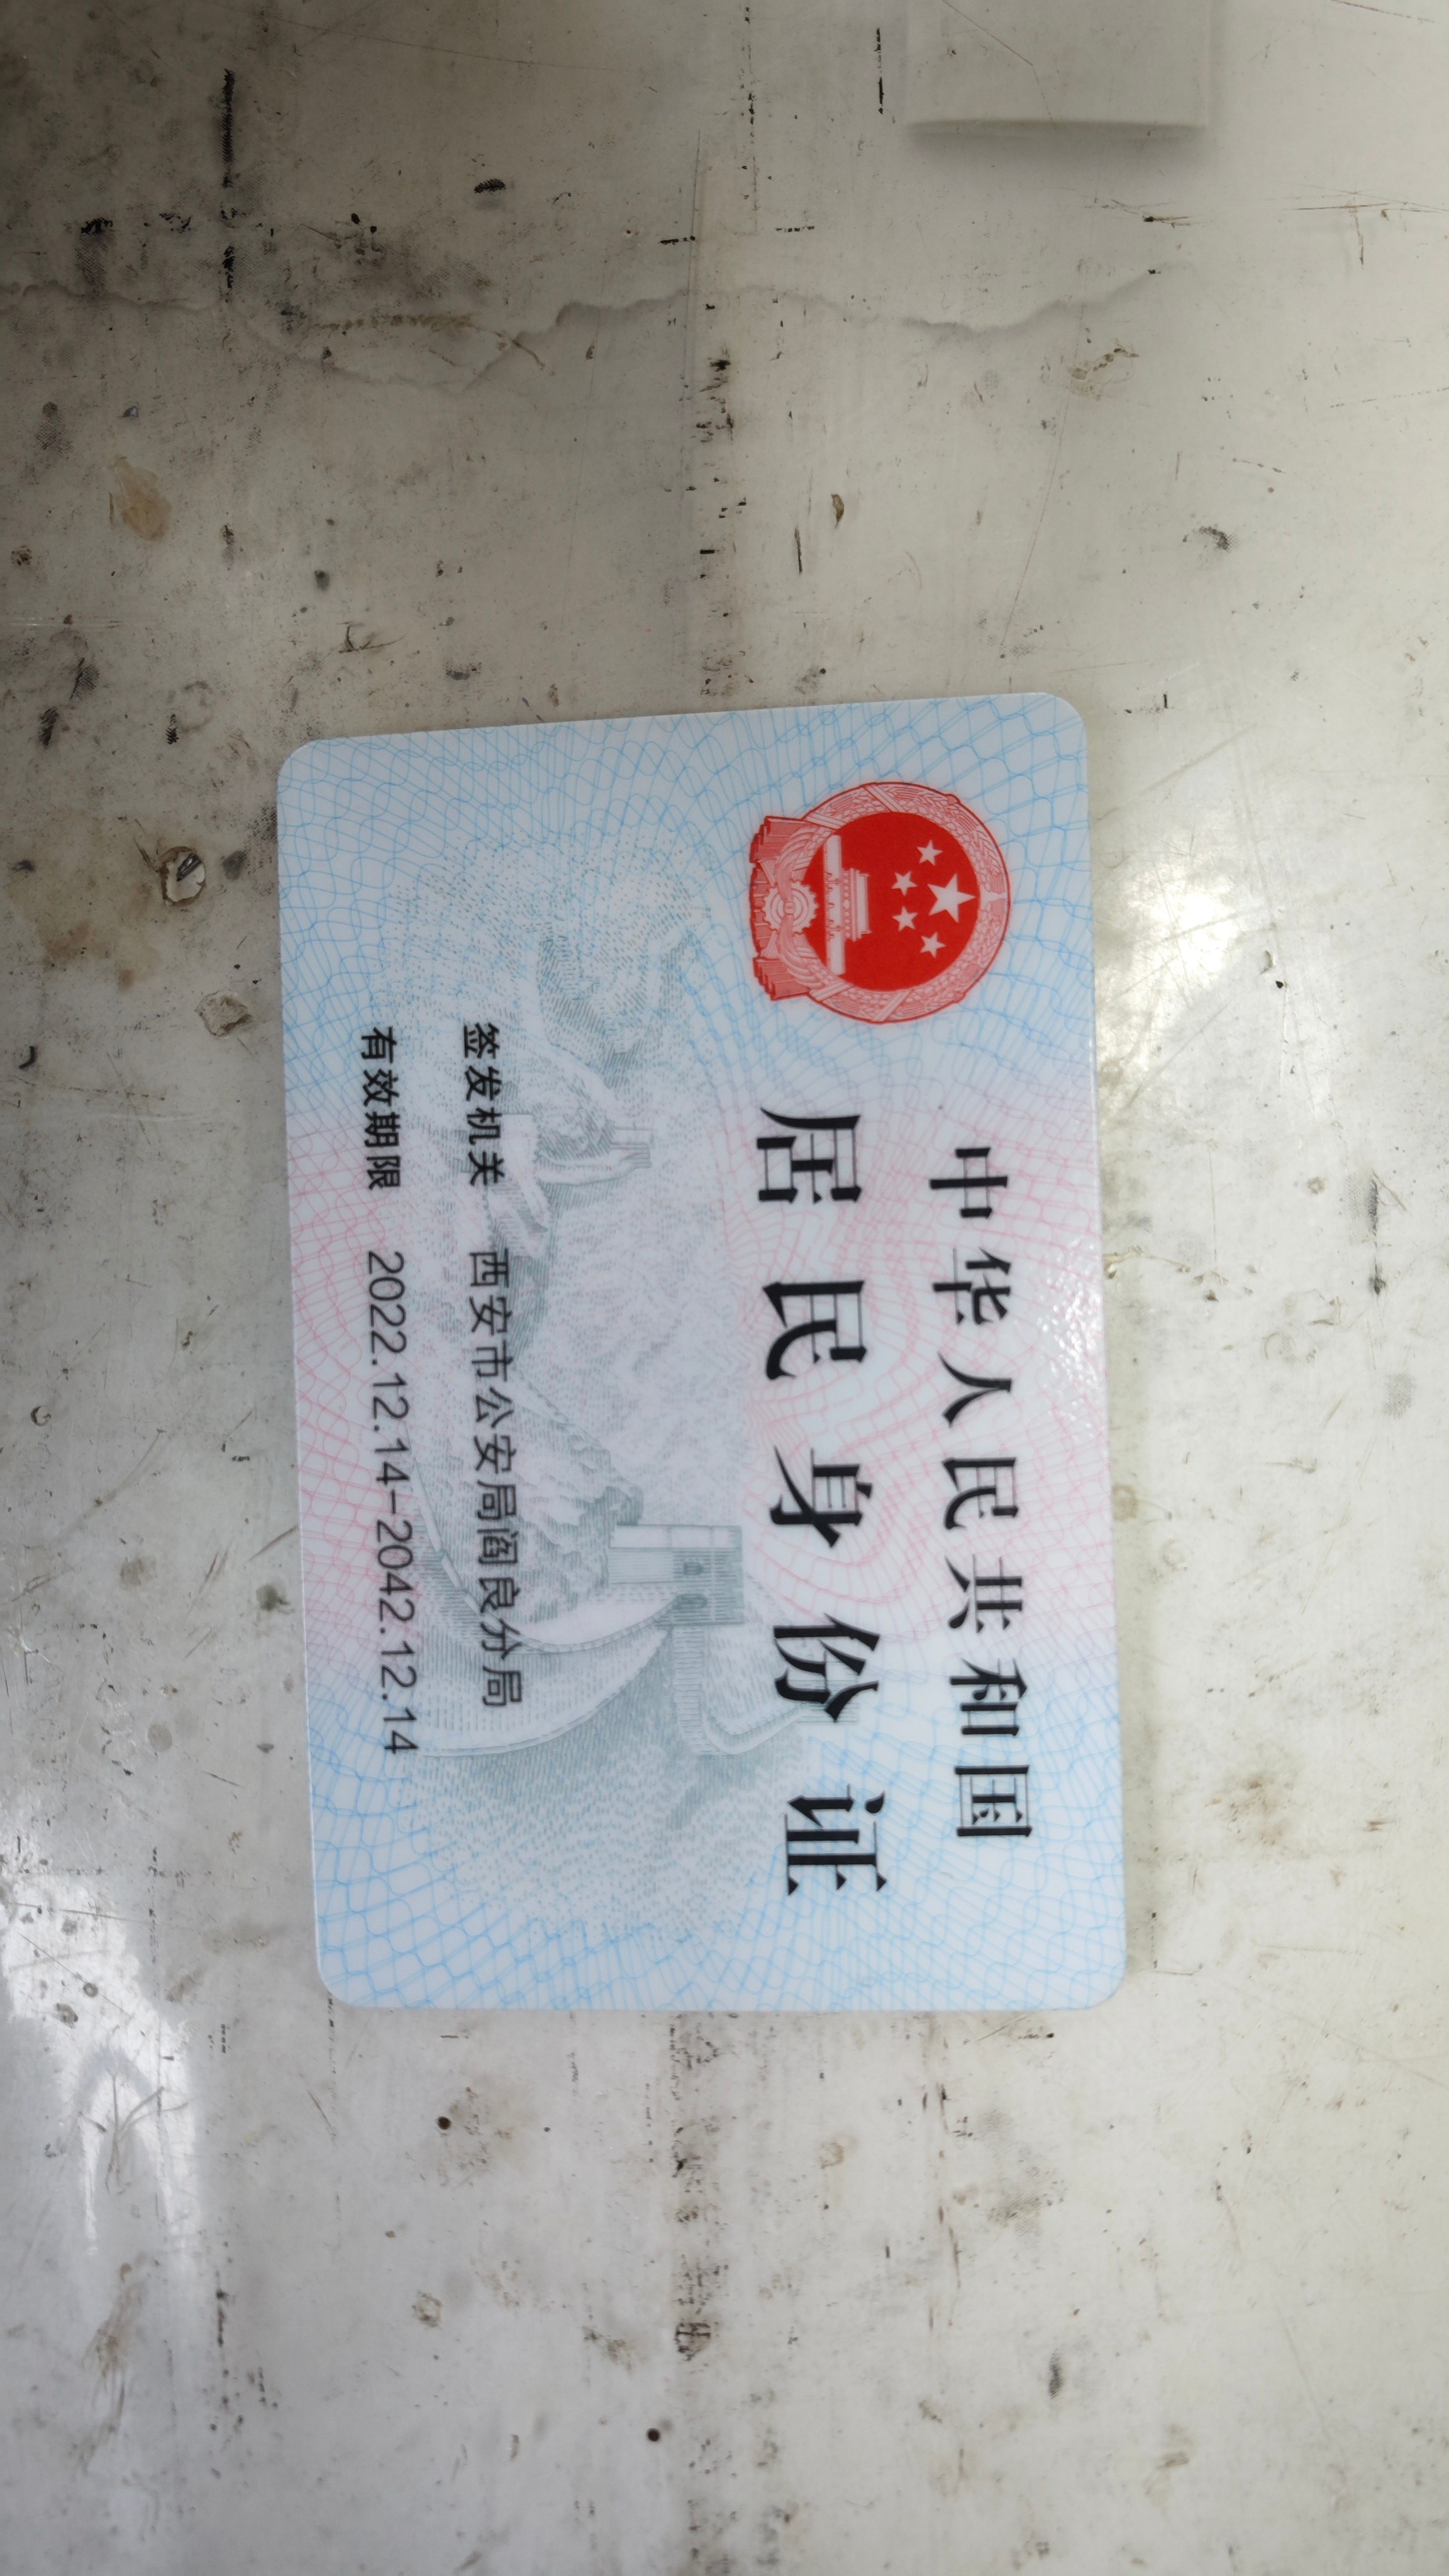 中华人民共和国
居民身份证
签发机关 西安市公安局阎良分局
有效期限 2022.12.14-2042.12.14